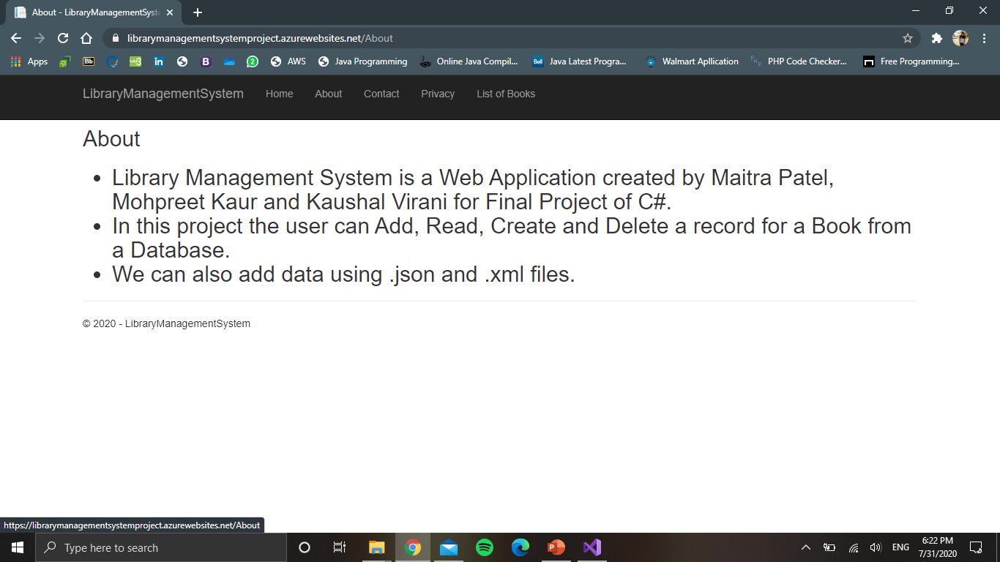 About - LibraryManagementSyst
librarymanagementsystemproject.azurewebsites.net/About
Apps Bb in B 2 AWS Java Programming Online Java Compil... Bell Java Latest Progra... Walmart Apllication PHP PHP Code Checker... Free Programming...
LibraryManagementSystem Home About Contact Privacy List of Books
About
• Library Management System is a Web Application created by Maitra Patel,
Mohpreet Kaur and Kaushal Virani for Final Project of C#.
• In this project the user can Add, Read, Create and Delete a record for a Book from
a Database.
• We can also add data using .json and .xml files.
© 2020 - LibraryManagementSystem
https://librarymanagementsystemproject.azurewebsites.net/About
Type here to search
ENG
6:22 PM
7/31/2020